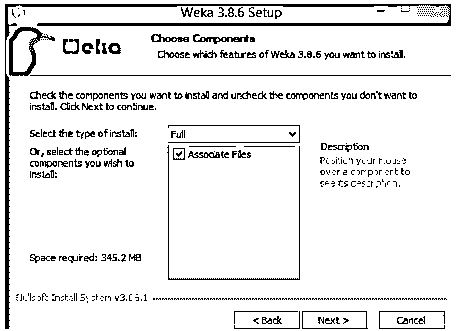 Weka 3.8.6 Setup
Weka
Choose Components
Choose which features of Weka 3.8.6 you want to install.
Check the components you want to install and uncheck the components you don't want to
install. Click Next to continue.
Select the type of install:
Full
Or, select the optional
components you wish to
install:
Associate Files
Description
Position your mouse
over a component to
see its description.
Space required: 345.2 MB
Nullsoft Install System v3.06.1
< Back
Next >
Cancel